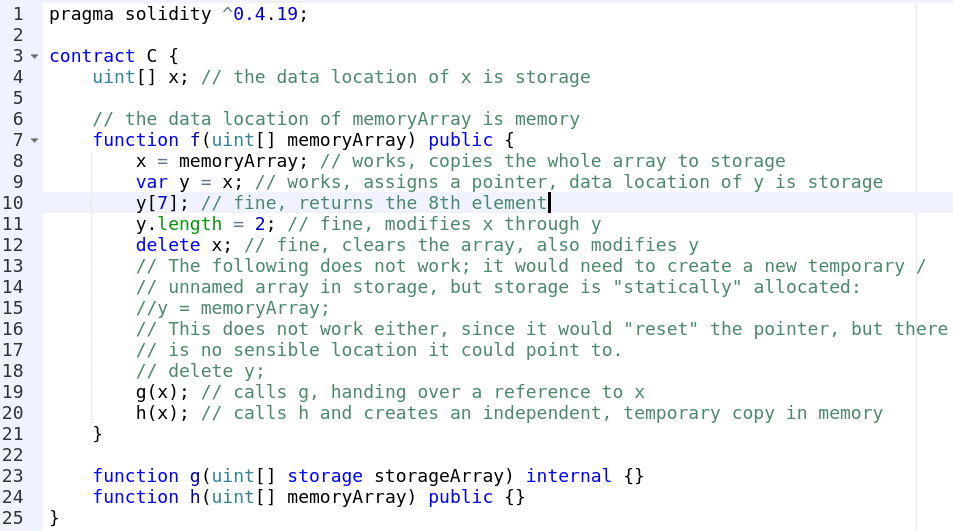 1 pragma solidity ^0.4.19;
2
3 contract C {
4     uint[] x; // the data location of x is storage
5
6     // the data location of memoryArray is memory
7     function f(uint[] memoryArray) public {
8         x = memoryArray; // works, copies the whole array to storage
9         var y = x; // works, assigns a pointer, data location of y is storage
10         y[7]; // fine, returns the 8th element
11         y.length = 2; // fine, modifies x through y
12         delete x; // fine, clears the array, also modifies y
13         // The following does not work; it would need to create a new temporary /
14         // unnamed array in storage, but storage is "statically" allocated:
15         //y = memoryArray;
16         // This does not work either, since it would "reset" the pointer, but there
17         // is no sensible location it could point to.
18         // delete y;
19         g(x); // calls g, handing over a reference to x
20         h(x); // calls h and creates an independent, temporary copy in memory
21     }
22
23     function g(uint[] storage storageArray) internal {}
24     function h(uint[] memoryArray) public {}
25 }